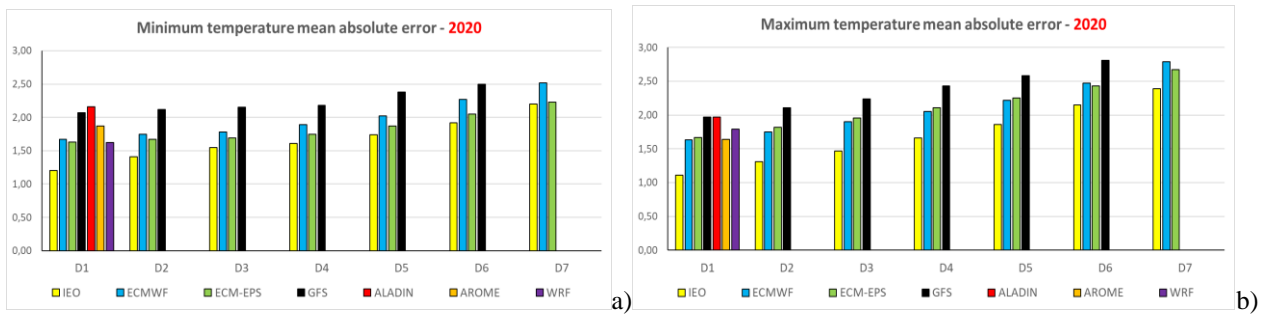 Minimum temperature mean absolute error - 2020
3,00
2,50
2,00
1,50
1,00
0,50
0,00
D1 D2 D3 D4 D5 D6 D7
IEO ECMWF ECM-EPS GFS ALADIN AROME WRF
a)
Maximum temperature mean absolute error - 2020
3,00
2,50
2,00
1,50
1,00
0,50
0,00
D1 D2 D3 D4 D5 D6 D7
IEO ECMWF ECM-EPS GFS ALADIN AROME WRF
b)